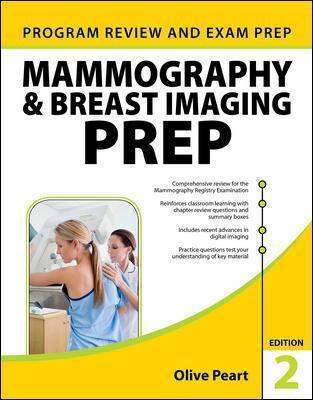 PROGRAM REVIEW AND EXAM PREP
MAMMOGRAPHY
& BREAST IMAGING
PREP
Comprehensive review for the
Mammography Registry Examination
Reinforces classroom learning with
chapter review questions and
summary boxes
Includes recent advances in
digital imaging
Practice questions test your
understanding of key material
EDITION
2
Olive Peart